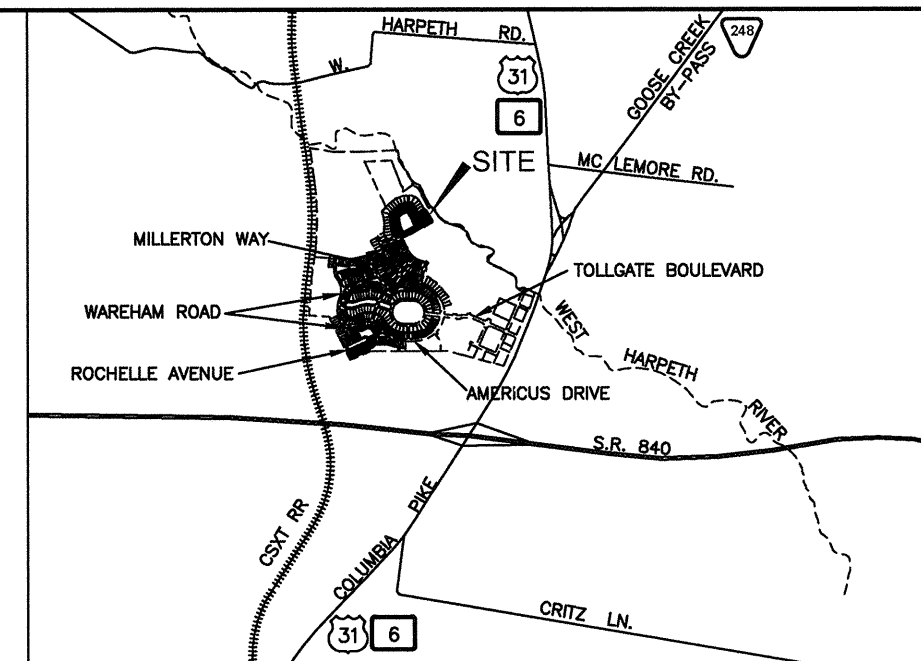 HARPETH RD.
W.
31
6
GOOSE CREEK
BY-PASS
248
MC LEMORE RD.
SITE
MILLERTON WAY
TOLLGATE BOULEVARD
WAREHAM ROAD
WEST
HARPETH
RIVER
ROCHELLE AVENUE
AMERICUS DRIVE
S.R. 840
CSXT RR
COLUMBIA PIKE
CRITZ LN.
31
6